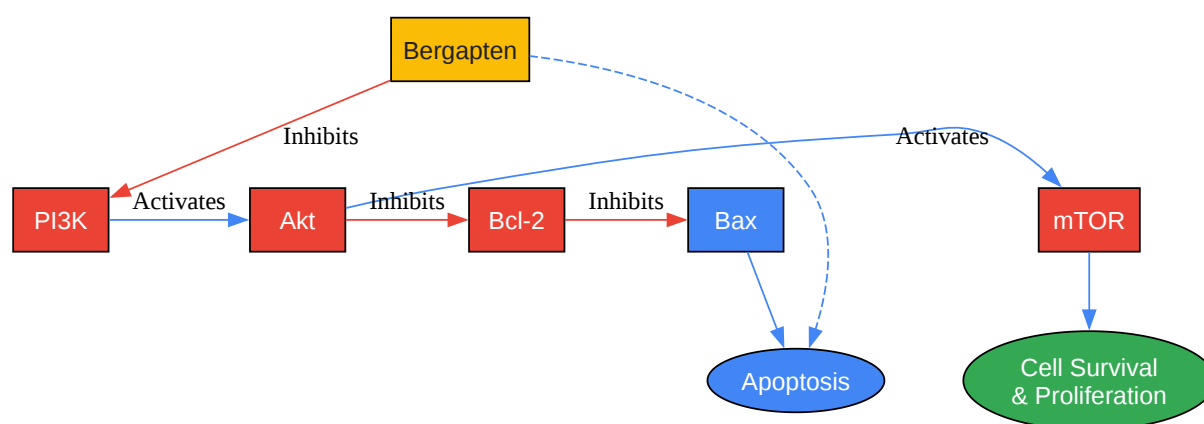 Bergapten
Inhibits
Activates
Activates
Inhibits
Inhibits
PI3K
Akt
Bcl-2
Bax
mTOR
Apoptosis
Cell Survival
& Proliferation